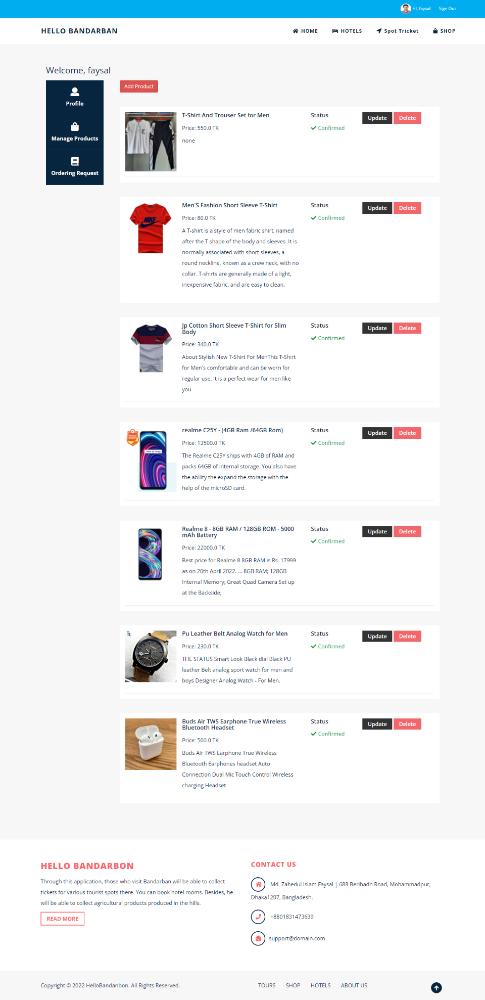 Hi, faysal Sign Out
HELLO BANDARBAN HOME HOTELS Spot Tricket SHOP
Welcome, faysal
Profile
Manage Products
Ordering Request
Add Product
T-Shirt And Trouser Set for Men
Price: 550.0 TK
none
Status
Confirmed
Update Delete
NIKE
Men'S Fashion Short Sleeve T-Shirt
Price: 80.0 TK
A T-shirt is a style of men fabric shirt, named
after the T shape of the body and sleeves. It is
normally associated with short sleeves, a
round neckline, known as a crew neck, with no
collar. T-shirts are generally made of a light,
inexpensive fabric, and are easy to clean.
Status
Confirmed
Update Delete
Jp Cotton Short Sleeve T-Shirt for Slim
Body
Price: 340.0 TK
About Stylish New T-Shirt For MenThis T-Shirt
for Men's comfortable and can be worn for
regular use. It is a perfect wear for men like
you
Status
Confirmed
Update Delete
realme C25Y - (4GB Ram /64GB Rom)
Price: 13500.0 TK
The Realme C25Y ships with 4GB of RAM and
packs 64GB of internal storage. You also have
the ability the expand the storage with the
help of the microSD card.
Status
Confirmed
Update Delete
Realme 8 - 8GB RAM / 128GB ROM - 5000
mAh Battery
Price: 22000.0 TK
Best price for Realme 8 8GB RAM is Rs. 17999
as on 20th April 2022. ... 8GB RAM; 128GB
Internal Memory; Great Quad Camera Set up
at the Backside;
Status
Confirmed
Update Delete
Pu Leather Belt Analog Watch for Men
Price: 230.0 TK
THE STATUS Smart Look Black dial Black PU
leather Belt analog sport watch for men and
boys Designer Analog Watch - For Men.
Status
Confirmed
Update Delete
Buds Air TWS Earphone True Wireless
Bluetooth Headset
Price: 500.0 TK
Buds Air TWS Earphone True Wireless
Bluetooth Earphones headset Auto
Connection Dual Mic Touch Control Wireless
charging Headset
Status
Confirmed
Update Delete
HELLO BANDARBON
Through this application, those who visit Bandarban will be able to collect
tickets for various tourist spots there. You can book hotel rooms. Besides, he
will be able to collect agricultural products produced in the hills.
READ MORE
CONTACT US
Md. Zahedul Islam Faysal | 688 Beribadh Road, Mohammadpur,
Dhaka1207, Bangladesh.
+8801831473639
support@domain.com
Copyright © 2022 HelloBandanbon. All Rights Reserved.
TOURS SHOP HOTELS ABOUT US